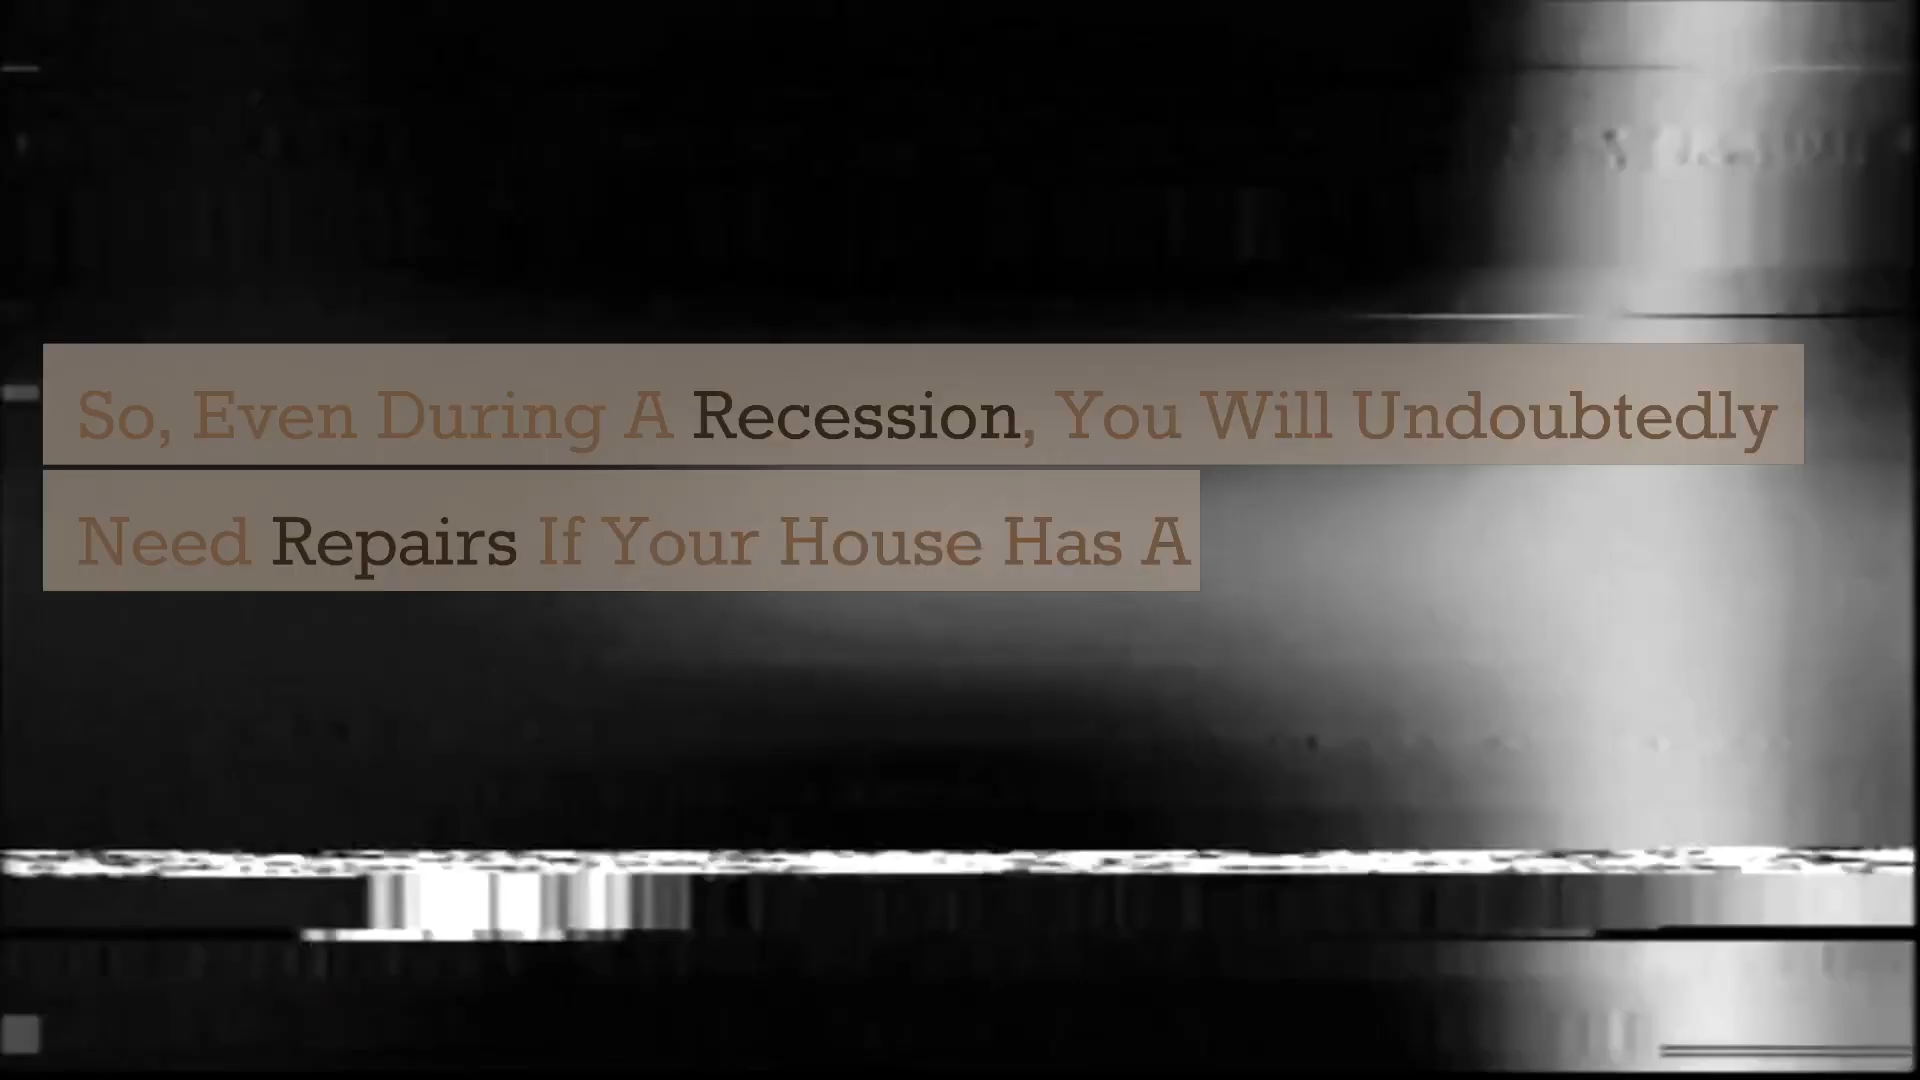 So, Even During A Recession, You Will Undoubtedly
Need Repairs If Your House Has A